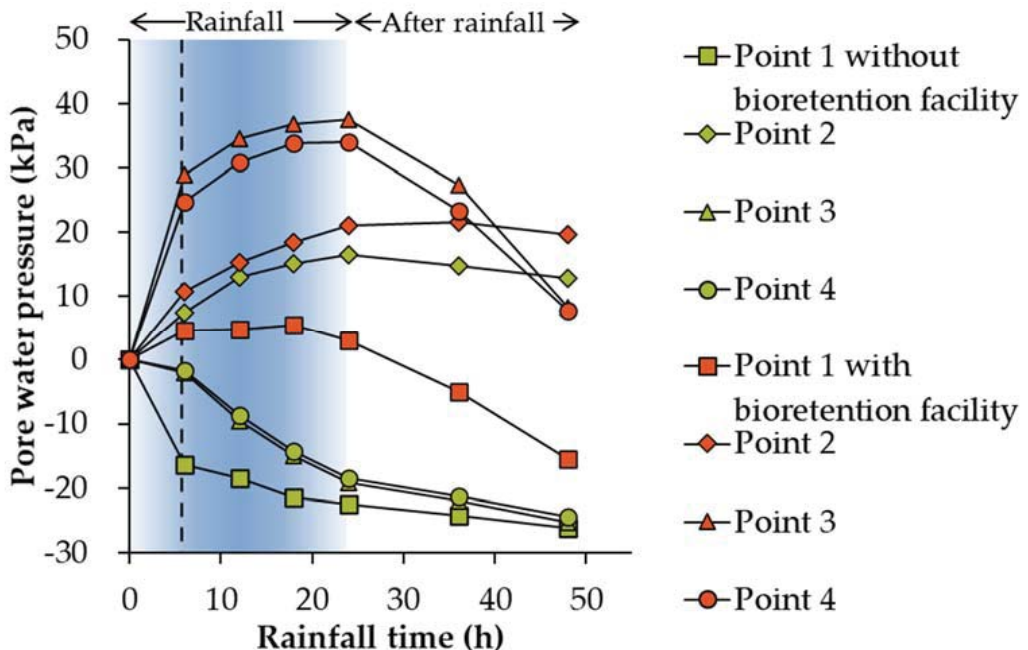 Rainfall
After rainfall
50
40
30
20
10
0
-10
-20
-30
Pore water pressure (kPa)
0
10
20
30
40
50
Rainfall time (h)
Point 1 without
bioretention facility
Point 2
Point 3
Point 4
Point 1 with
bioretention facility
Point 2
Point 3
Point 4